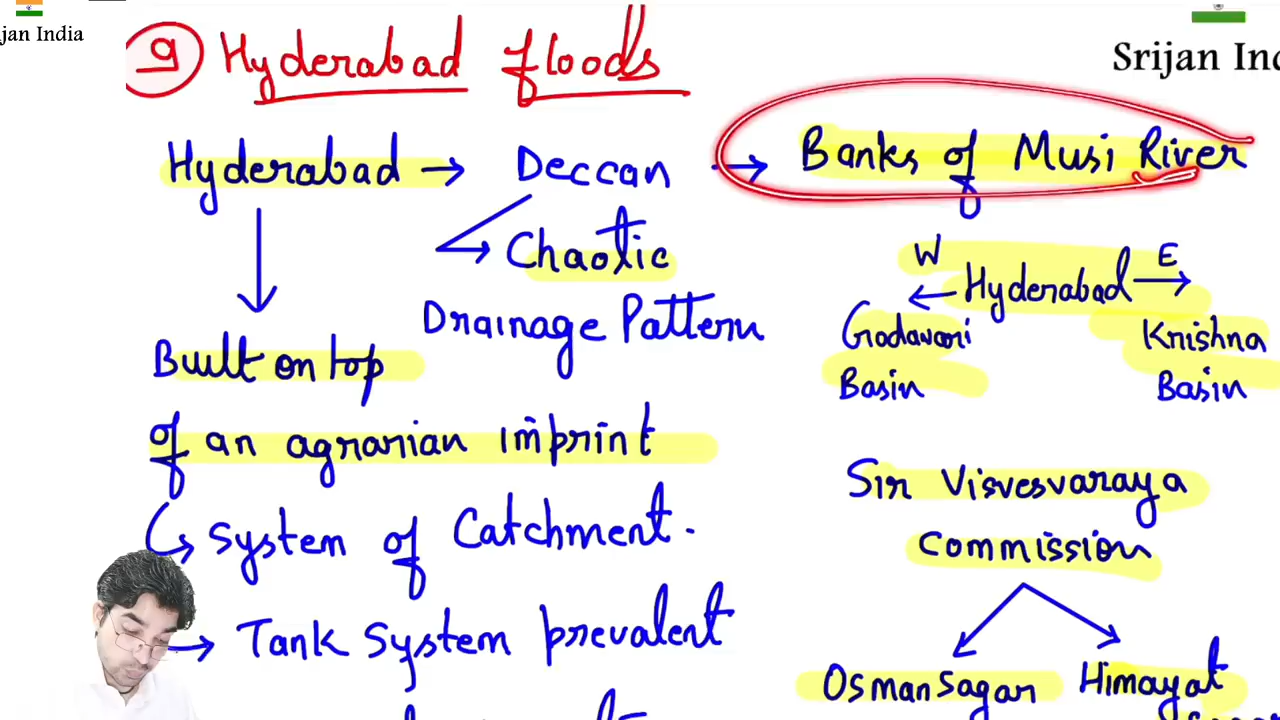 jan India
Srijan Ind
9 Hyderabad floods
Hyderabad → Deccan → Banks of Musi River
Chaotic
Drainage Pattern
W E
← Hyderabad →
Godavari Krishna
Basin Basin
Built on top
of an agrarian imprint
→ System of Catchment.
→ Tank System prevalent
Sir Visvesvaraya
Commission
Osman Sagar Himayat